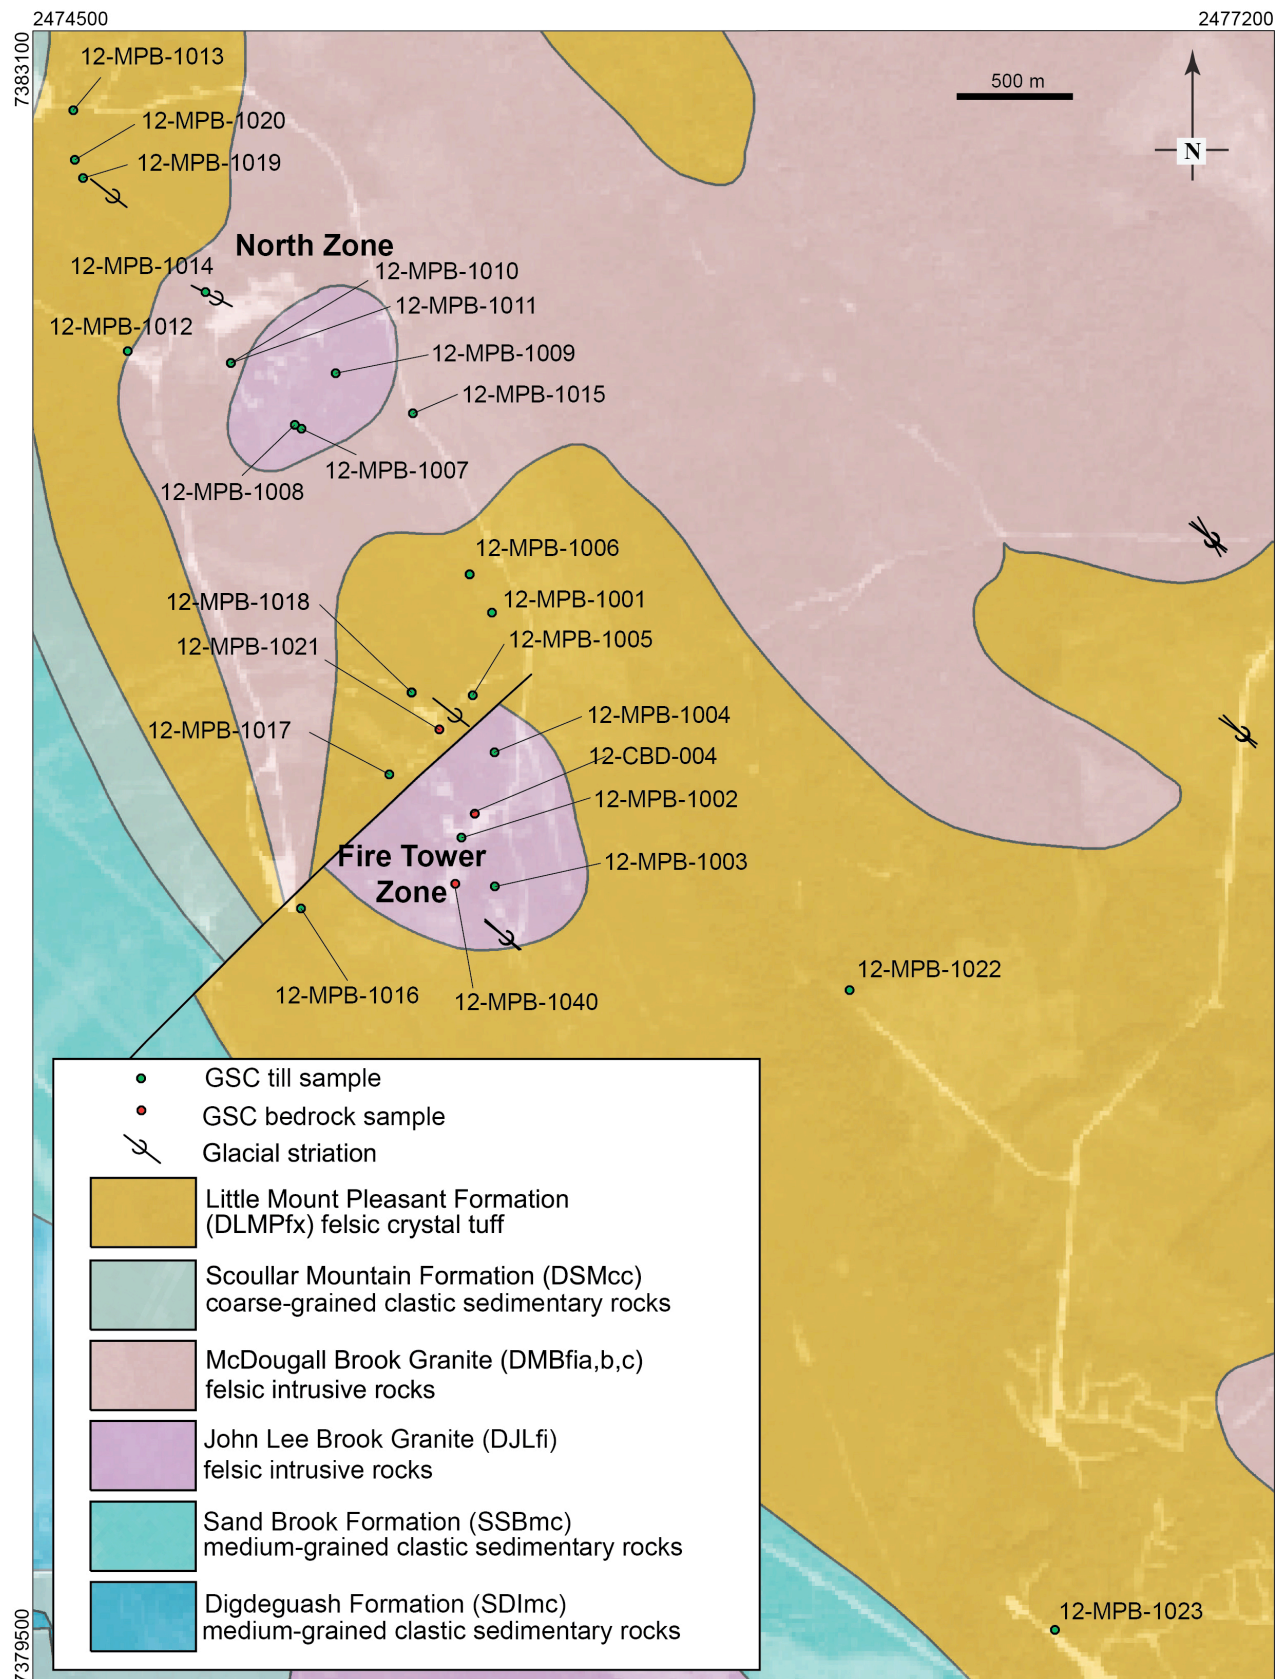 2474500
2477200
7383100
12-MPB-1013
500 m
12-MPB-1020
12-MPB-1019
N
North Zone
12-MPB-1014
12-MPB-1010
12-MPB-1011
12-MPB-1012
12-MPB-1009
12-MPB-1015
12-MPB-1007
12-MPB-1008
12-MPB-1006
12-MPB-1018
12-MPB-1001
12-MPB-1005
12-MPB-1021
12-MPB-1004
12-MPB-1017
12-CBD-004
12-MPB-1002
Fire Tower
Zone
12-MPB-1003
12-MPB-1022
12-MPB-1016
12-MPB-1040
GSC till sample
GSC bedrock sample
Glacial striation
Little Mount Pleasant Formation
(DLMPfx) felsic crystal tuff
Scoullar Mountain Formation (DSMcc)
coarse-grained clastic sedimentary rocks
McDougall Brook Granite (DMBfia,b,c)
felsic intrusive rocks
John Lee Brook Granite (DJLfi)
felsic intrusive rocks
Sand Brook Formation (SSBmc)
medium-grained clastic sedimentary rocks
Digdeguash Formation (SDImc)
medium-grained clastic sedimentary rocks
12-MPB-1023
7379500